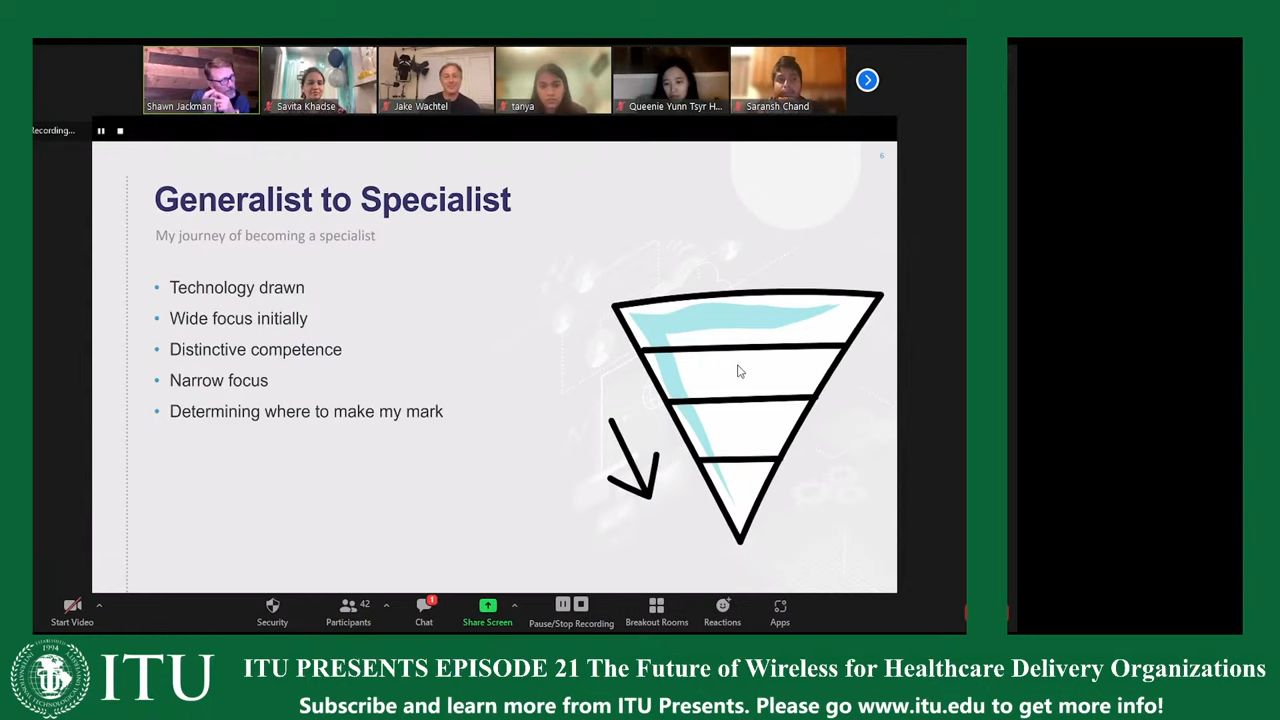 Shawn Jackman
Savita Khadse
Jake Wachtel
tanya
Queenie Yunn Tsyr H...
Saransh Chand
Recording...
6
Generalist to Specialist
My journey of becoming a specialist
• Technology drawn
• Wide focus initially
• Distinctive competence
• Narrow focus
• Determining where to make my mark
Start Video
Security
42
Participants
1
Chat
Share Screen
Pause/Stop Recording
Breakout Rooms
Reactions
Apps
1994
ITU
ITU PRESENTS EPISODE 21 The Future of Wireless for Healthcare Delivery Organizations
Subscribe and learn more from ITU Presents. Please go www.itu.edu to get more info!